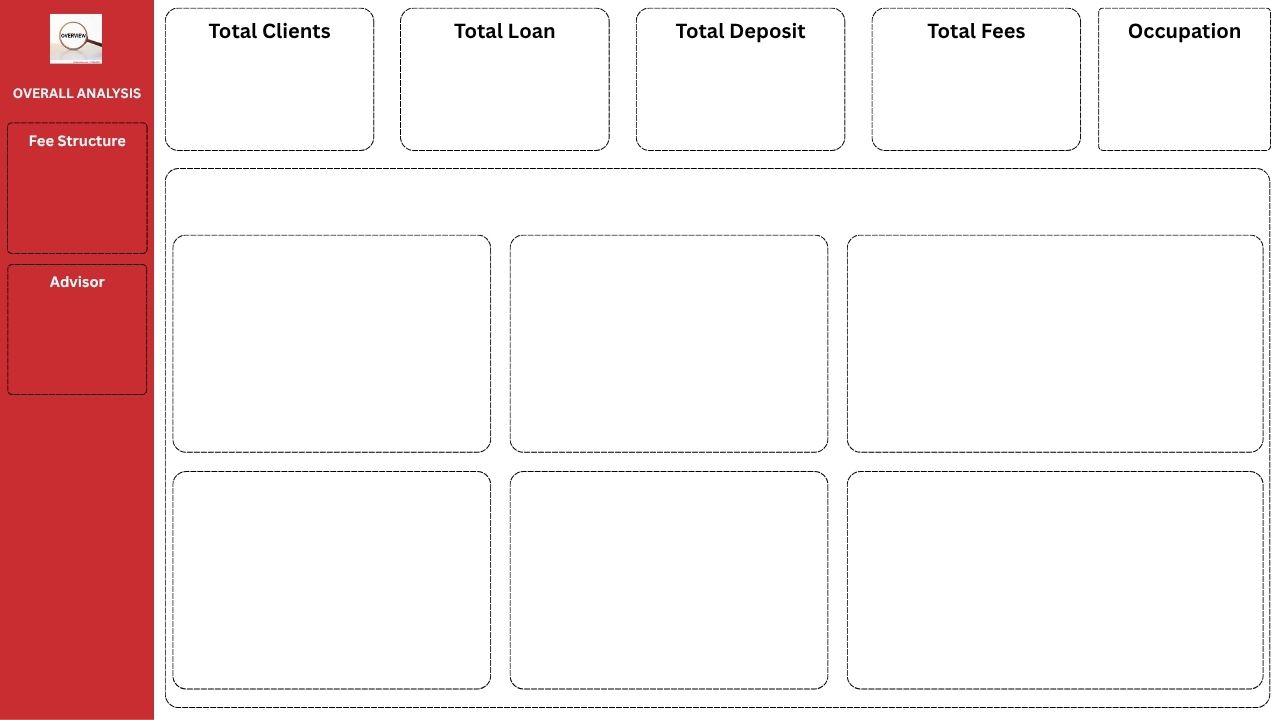 OVERVIEW
OVERALL ANALYSIS
Fee Structure
Advisor
Total Clients
Total Loan
Total Deposit
Total Fees
Occupation